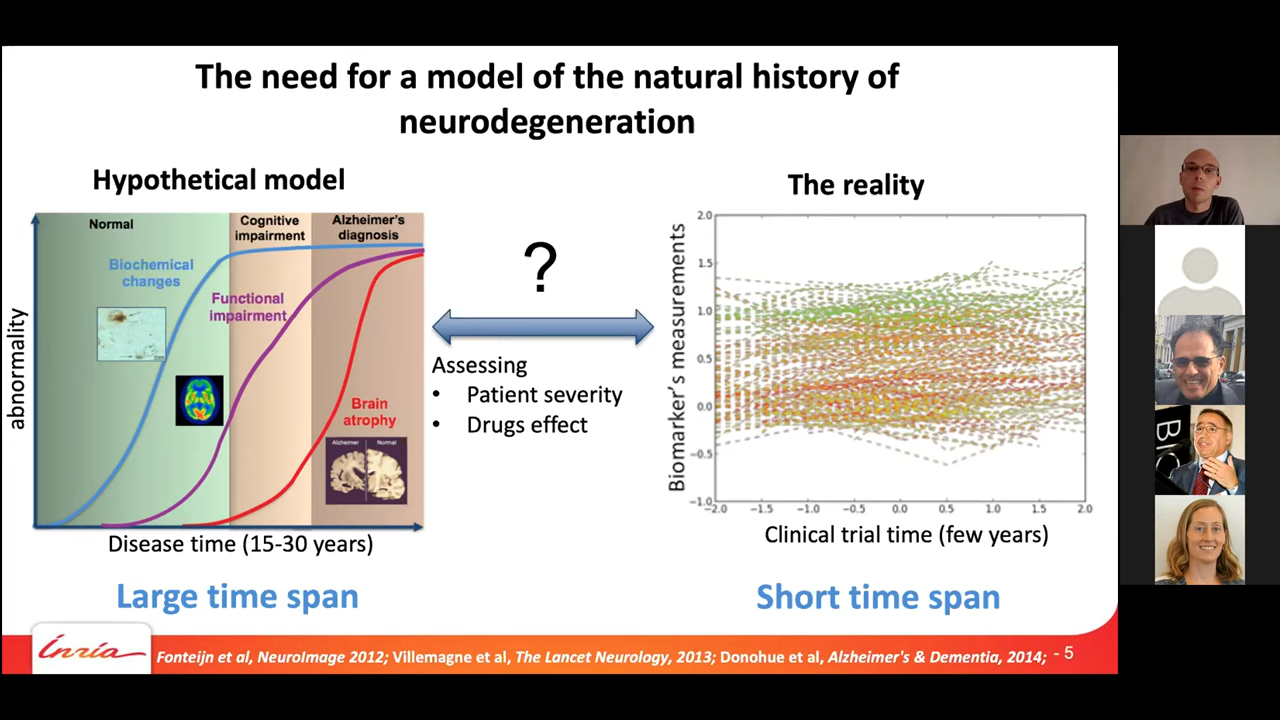 The need for a model of the natural history of
neurodegeneration
Hypothetical model
Normal
Cognitive
impairment
Alzheimer's
diagnosis
Biochemical
changes
Functional
impairment
Brain
atrophy
Alzheimer
Normal
abnormality
Disease time (15-30 years)
Large time span
?
Assessing
• Patient severity
• Drugs effect
The reality
Biomarker's measurements
2.0
1.5
1.0
0.5
0.0
−0.5
−1.0
−2.0 −1.5 −1.0 −0.5 0.0 0.5 1.0 1.5 2.0
Clinical trial time (few years)
Short time span
Inria
Fonteijn et al, NeuroImage 2012; Villemagne et al, The Lancet Neurology, 2013; Donohue et al, Alzheimer's & Dementia, 2014;
- 5